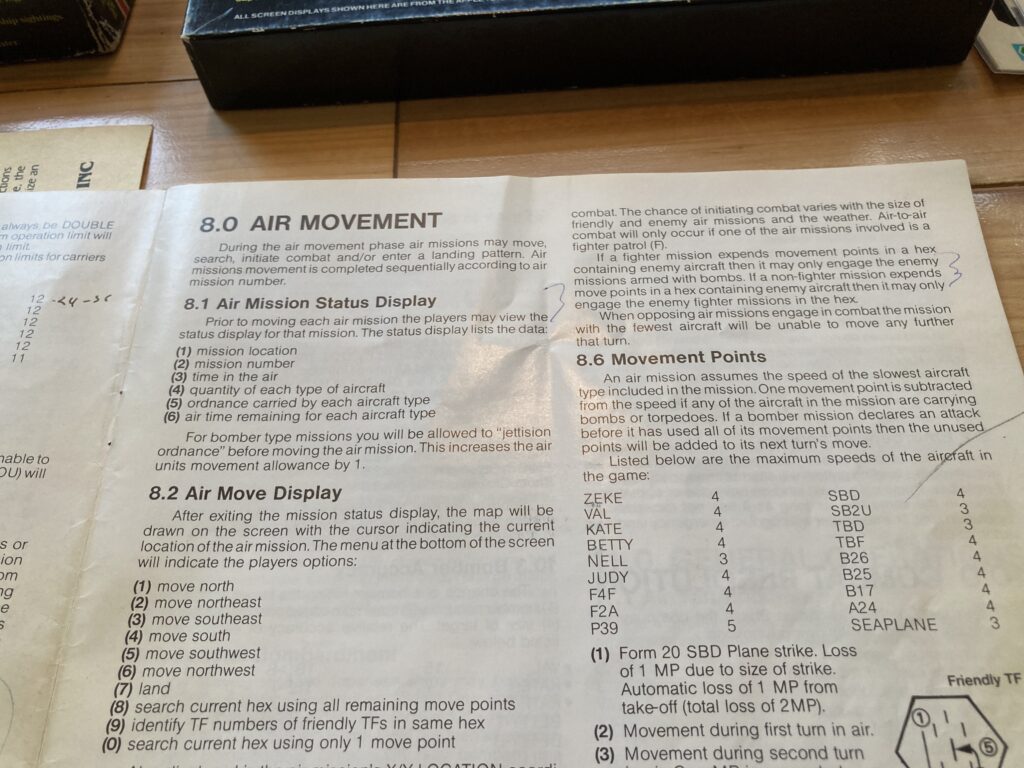 ship sightings
ALL SCREEN DISPLAYS SHOWN HERE ARE FROM THE
INC
always be DOUBLE
operation limit will
limit.
on limits for carriers
12 -24-36
12
12
12
12
11
nable to
OU) will
s or
8.0 AIR MOVEMENT
During the air movement phase air missions may move,
search, initiate combat and/or enter a landing pattern. Air
missions movement is completed sequentially according to air
mission number.
8.1 Air Mission Status Display
Prior to moving each air mission the players may view the
status display for that mission. The status display lists the data:
(1) mission location
(2) mission number
(3) time in the air
(4) quantity of each type of aircraft
(5) ordnance carried by each aircraft type
(6) air time remaining for each aircraft type
For bomber type missions you will be allowed to "jettision
ordnance" before moving the air mission. This increases the air
units movement allowance by 1.
8.2 Air Move Display
After exiting the mission status display, the map will be
drawn on the screen with the cursor indicating the current
location of the air mission. The menu at the bottom of the screen
will indicate the players options:
(1) move north
(2) move northeast
(3) move southeast
(4) move south
(5) move southwest
(6) move northwest
(7) land
(8) search current hex using all remaining move points
(9) identify TF numbers of friendly TFs in same hex
(0) search current hex using only 1 move point
combat. The chance of initiating combat varies with the size of
friendly and enemy air missions and the weather. Air-to-air
combat will only occur if one of the air missions involved is a
fighter patrol (F).
If a fighter mission expends movement points in a hex
containing enemy aircraft then it may only engage the enemy
missions armed with bombs. If a non-fighter mission expends
move points in a hex containing enemy aircraft then it may only
engage the enemy fighter missions in the hex.
When opposing air missions engage in combat the mission
with the fewest aircraft will be unable to move any further
that turn.
8.6 Movement Points
An air mission assumes the speed of the slowest aircraft
type included in the mission. One movement point is subtracted
from the speed if any of the aircraft in the mission are carrying
bombs or torpedoes. If a bomber mission declares an attack
before it has used all of its movement points then the unused
points will be added to its next turn's move.
Listed below are the maximum speeds of the aircraft in
the game:
ZEKE 4 SBD 4
VAL 4 SB2U 3
KATE 4 TBD 3
BETTY 4 TBF 4
NELL 3 B26 4
JUDY 4 B25 4
F4F 4 B17 4
F2A 4 A24 4
P39 5 SEAPLANE 3
(1) Form 20 SBD Plane strike. Loss
of 1 MP due to size of strike.
Automatic loss of 1 MP from
take-off (total loss of 2MP).
(2) Movement during first turn in air.
(3) Movement during second turn
Friendly TF
1
5